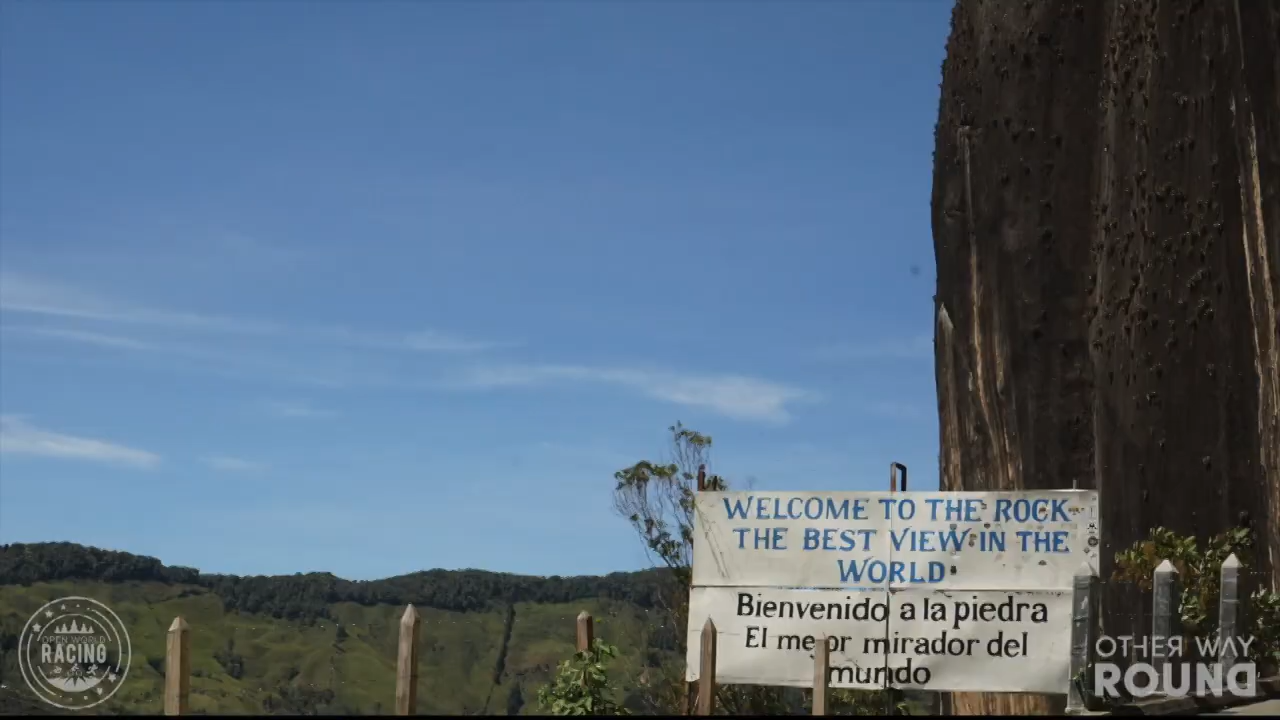 WELCOME TO THE ROCK
THE BEST VIEW IN THE
WORLD
Bienvenido a la piedra
El mejor mirador del
mundo
OPEN WORLD
RACING
OTHER WAY
ROUND